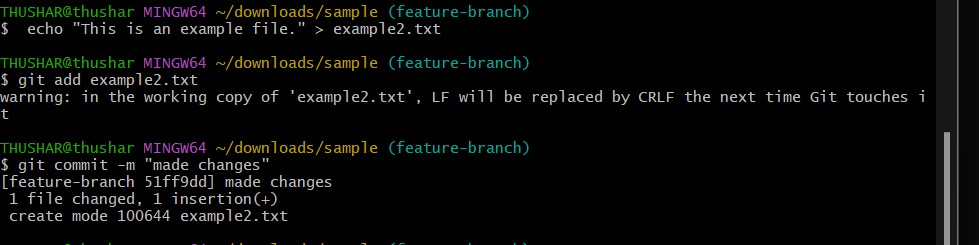 THUSHAR@thushar MINGW64 ~/downloads/sample (feature-branch)
$  echo "This is an example file." > example2.txt
THUSHAR@thushar MINGW64 ~/downloads/sample (feature-branch)
$ git add example2.txt
warning: in the working copy of 'example2.txt', LF will be replaced by CRLF the next time Git touches i
t
THUSHAR@thushar MINGW64 ~/downloads/sample (feature-branch)
$ git commit -m "made changes"
[feature-branch 51ff9dd] made changes
 1 file changed, 1 insertion(+)
 create mode 100644 example2.txt